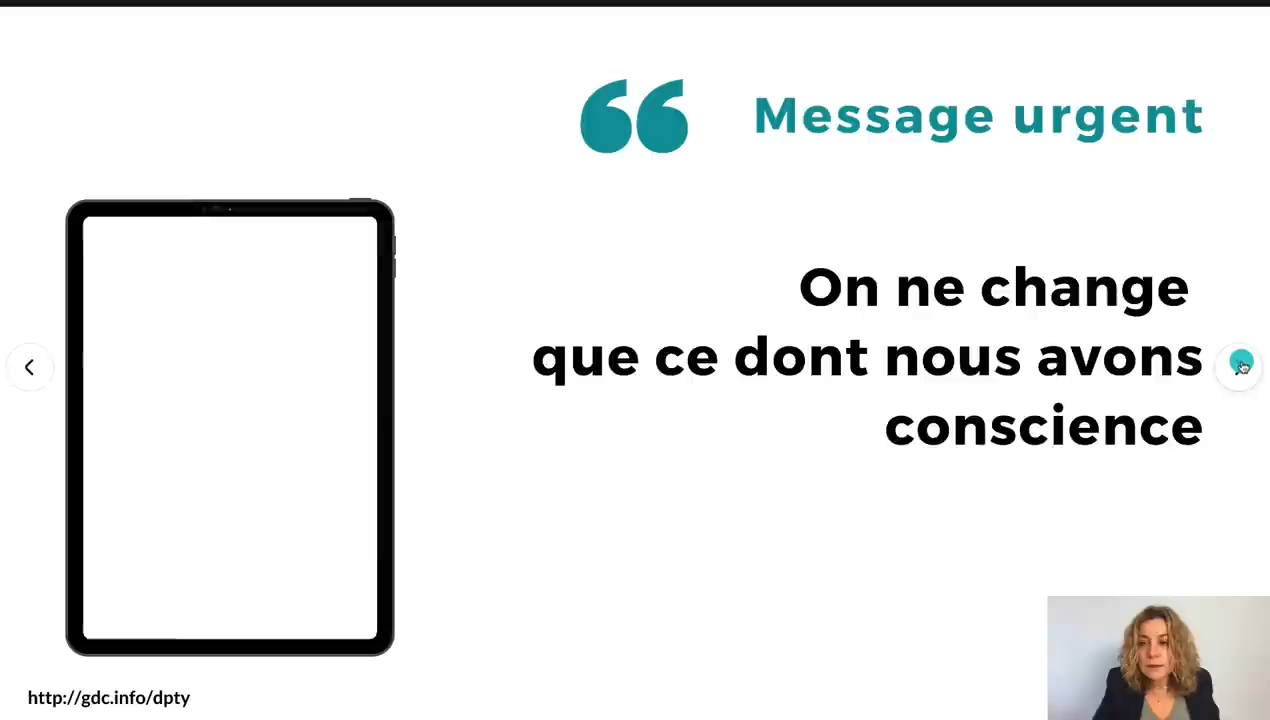 Message urgent
On ne change
que ce dont nous avons
conscience
http://gdc.info/dpty